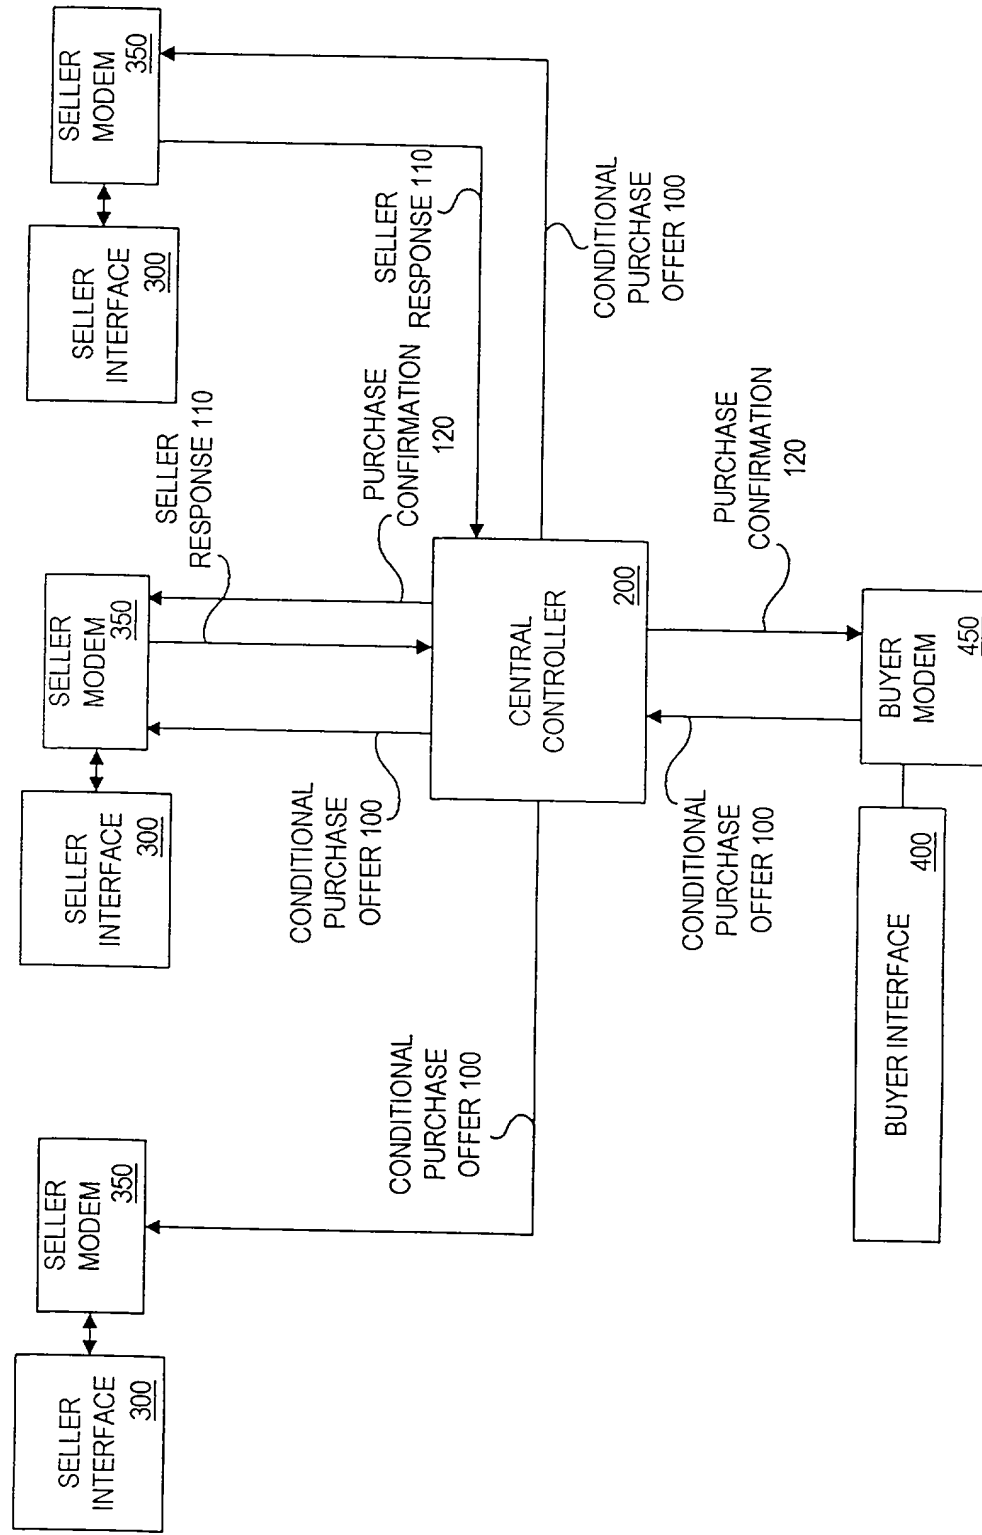 SELLER
INTERFACE
300
SELLER
MODEM
350
SELLER
INTERFACE
300
SELLER
MODEM
350
SELLER
INTERFACE
300
SELLER
MODEM
350
CONDITIONAL
PURCHASE
OFFER 100
CONDITIONAL
PURCHASE
OFFER 100
SELLER
RESPONSE 110
PURCHASE
CONFIRMATION
120
SELLER
RESPONSE 110
CONDITIONAL
PURCHASE
OFFER 100
CENTRAL
CONTROLLER
200
CONDITIONAL
PURCHASE
OFFER 100
PURCHASE
CONFIRMATION
120
BUYER INTERFACE
400
BUYER
MODEM
450